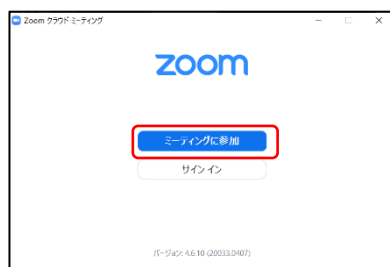 Zoom クラウド ミーティング
zoom
ミーティングに参加
サイン イン
バージョン: 4.6.10 (20033.0407)